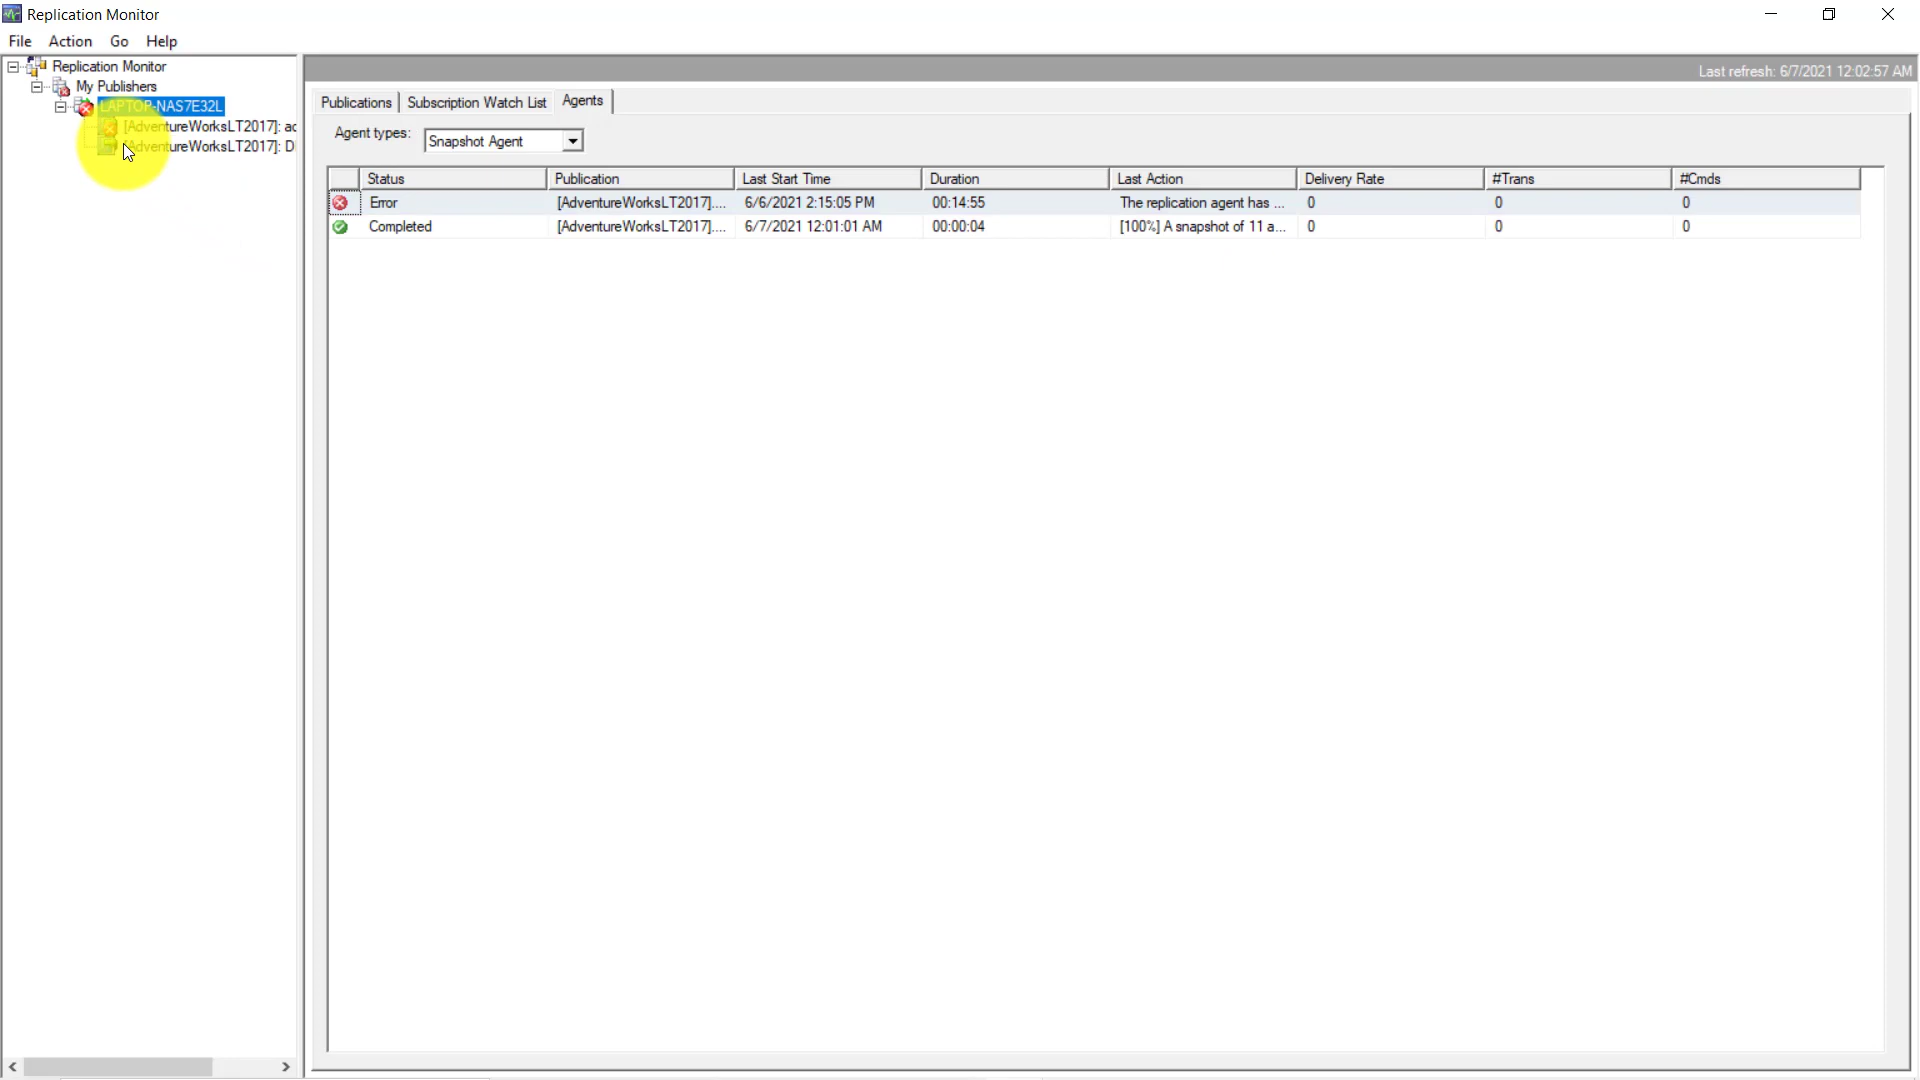 Replication Monitor
File Action Go Help
Replication Monitor
My Publishers
LAPTOP-NAS7E32L
[AdventureWorksLT2017]: ac
[AdventureWorksLT2017]: D
Last refresh: 6/7/2021 12:02:57 AM
Publications Subscription Watch List Agents
Agent types: Snapshot Agent
Status Publication Last Start Time Duration Last Action Delivery Rate #Trans #Cmds
Error [AdventureWorksLT2017].... 6/6/2021 2:15:05 PM 00:14:55 The replication agent has ... 0 0 0
Completed [AdventureWorksLT2017].... 6/7/2021 12:01:01 AM 00:00:04 [100%] A snapshot of 11 a... 0 0 0